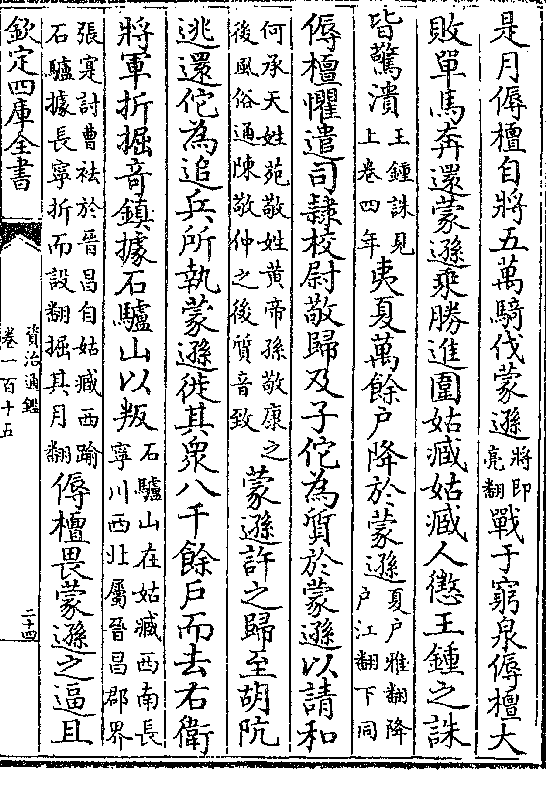 是月傉檀自將五萬騎伐蒙遜將即亮翻戰于窮泉傉檀大
敗單馬奔還蒙遜乗勝進圍姑臧姑臧人懲王鍾之誅
皆驚潰王鍾誅見上卷四年夷夏萬餘户降於蒙遜夏户雅翻降户江翻下同
傉檀懼遣司隸校尉敬歸及子佗為質於蒙遜以請和
何承天姓苑敬姓黄帝孫敬康之後風俗通陳敬仲之後質音致蒙遜許之歸至胡阬
逃還佗為追兵所執蒙遜徙其衆八千餘戶而去右衛
將軍折掘奇鎮據石驢山以叛石驢山在姑臧西南長寧川西北屬晉昌郡界
張寔討曹祛於晉昌自姑臧西踰石驢據長寧折而設翻掘其月翻傉檀畏蒙遜之逼且
欽定四庫全書
資治通鑑
卷一百十五
二十四